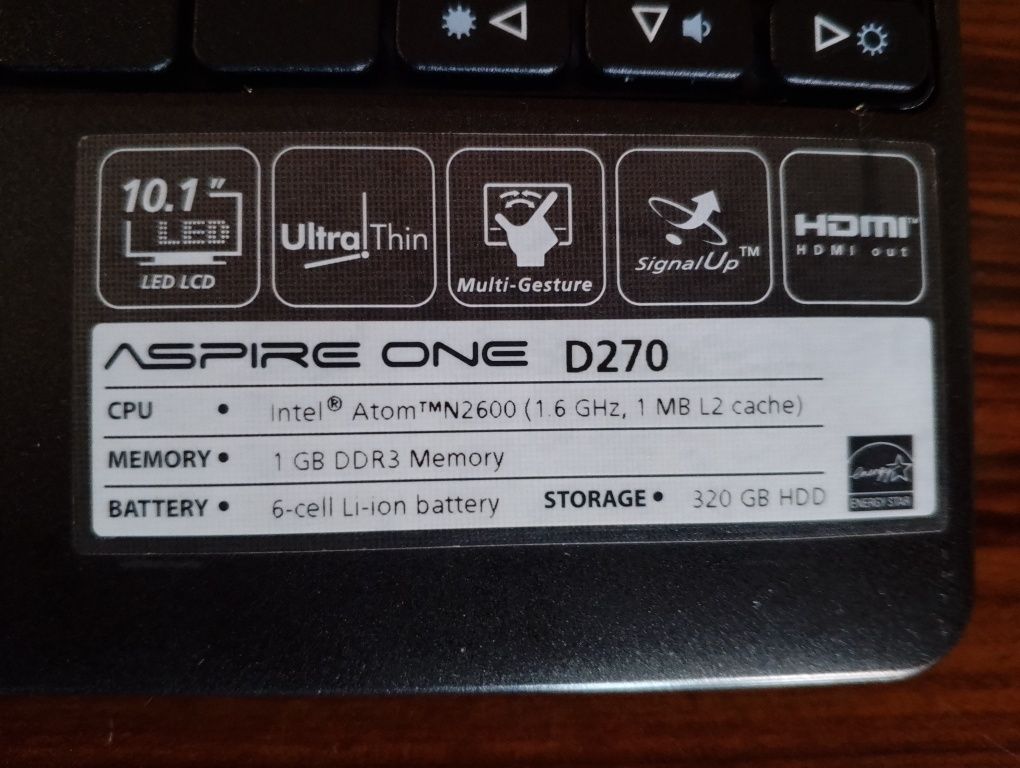 10.1"
LED
LED LCD
Ultra Thin
Multi-Gesture
SignalUp™
HDMI™
HDMI out
ASPIRE ONE D270
CPU • Intel® Atom™N2600 (1.6 GHz, 1 MB L2 cache)
MEMORY • 1 GB DDR3 Memory
BATTERY • 6-cell Li-ion battery STORAGE • 320 GB HDD
energy
ENERGY STAR